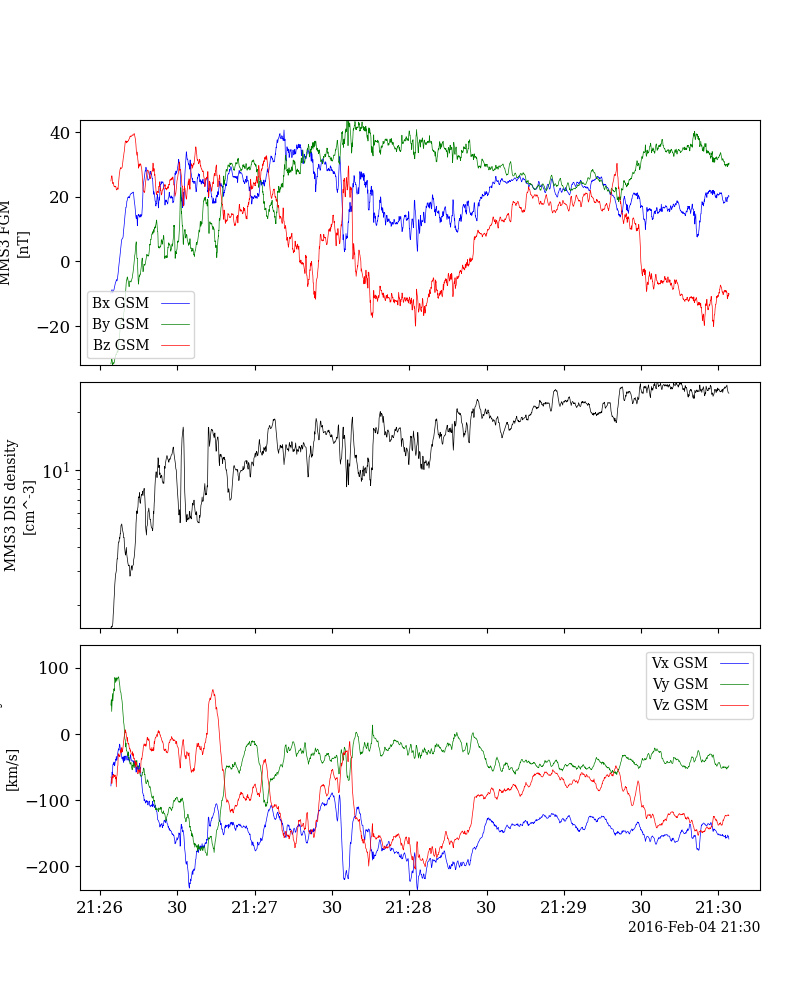 40
20
0
−20
MMS3 FGM
[nT]
Bx GSM
By GSM
Bz GSM
10^1
MMS3 DIS density
[cm^-3]
100
0
−100
−200
[km/s]
Vx GSM
Vy GSM
Vz GSM
21:26 30 21:27 30 21:28 30 21:29 30 21:30
2016-Feb-04 21:30